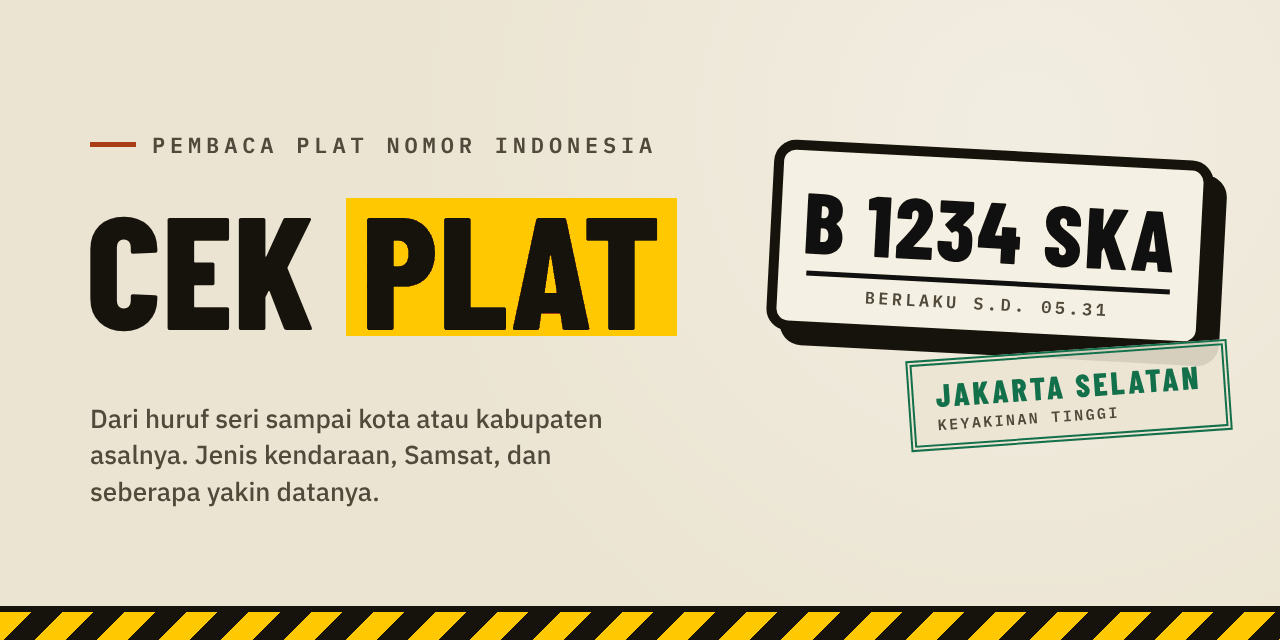 PEMBACA PLAT NOMOR INDONESIA
CEK PLAT
Dari huruf seri sampai kota atau kabupaten
asalnya. Jenis kendaraan, Samsat, dan
seberapa yakin datanya.
B 1234 SKA
BERLAKU S.D. 05.31
JAKARTA SELATAN
KEYAKINAN TINGGI